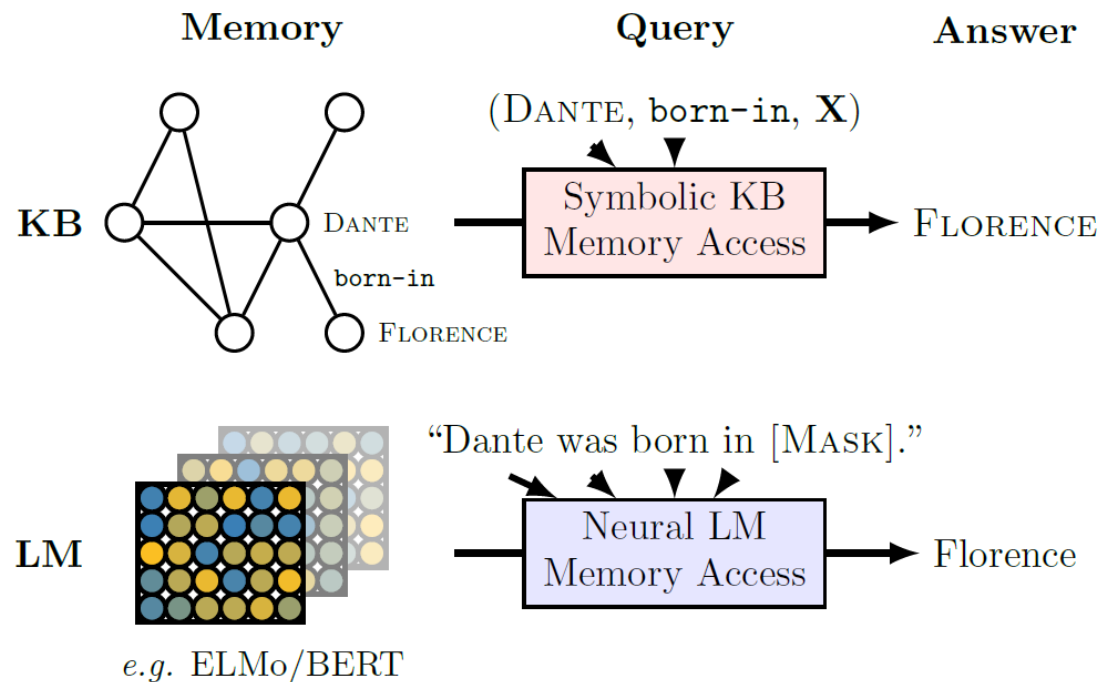 Memory
Query
Answer
(DANTE, born-in, X)
KB
DANTE
born-in
FLORENCE
Symbolic KB
Memory Access
FLORENCE
“Dante was born in [MASK].”
LM
Neural LM
Memory Access
Florence
e.g. ELMo/BERT